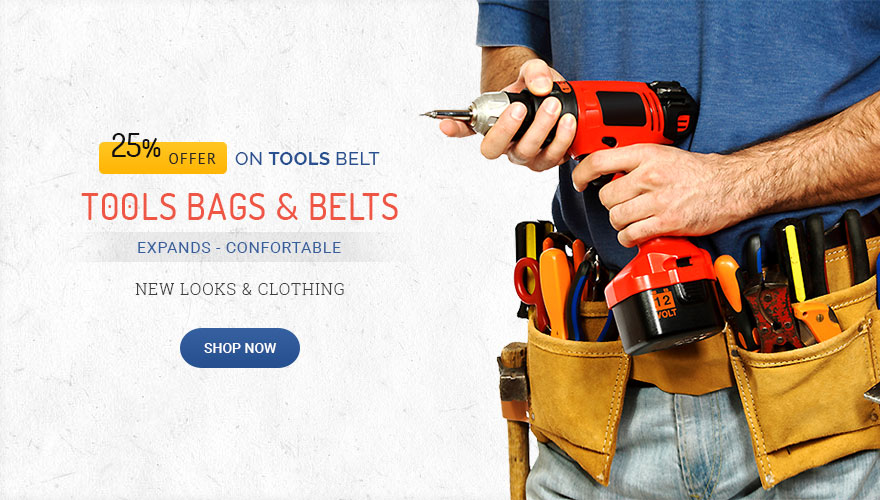 25% OFFER ON TOOLS BELT
TOOLS BAGS & BELTS
EXPANDS - CONFORTABLE
NEW LOOKS & CLOTHING
SHOP NOW
12
VOLT